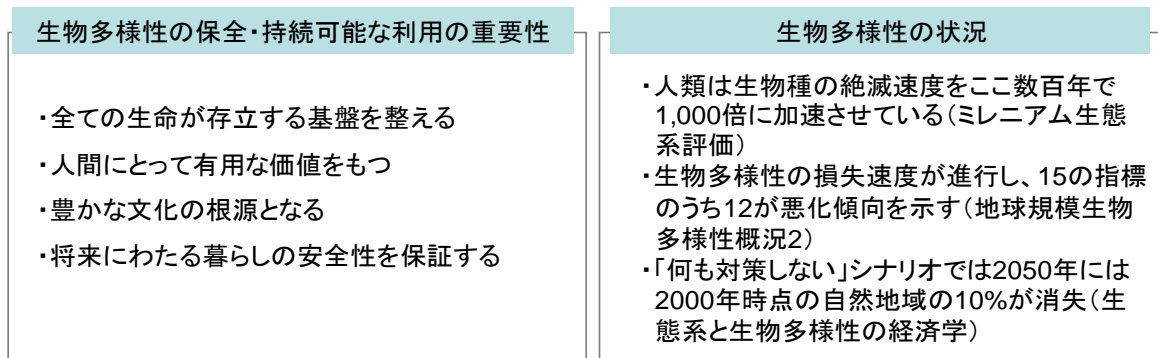 生物多様性の保全・持続可能な利用の重要性
・全ての生命が存立する基盤を整える
・人間にとって有用な価値をもつ
・豊かな文化の根源となる
・将来にわたる暮らしの安全性を保証する
生物多様性の状況
・人類は生物種の絶滅速度をここ数百年で
1,000倍に加速させている(ミレニアム生態
系評価)
・生物多様性の損失速度が進行し、15の指標
のうち12が悪化傾向を示す(地球規模生物
多様性概況2)
・「何も対策しない」シナリオでは2050年には
2000年時点の自然地域の10%が消失(生
態系と生物多様性の経済学)